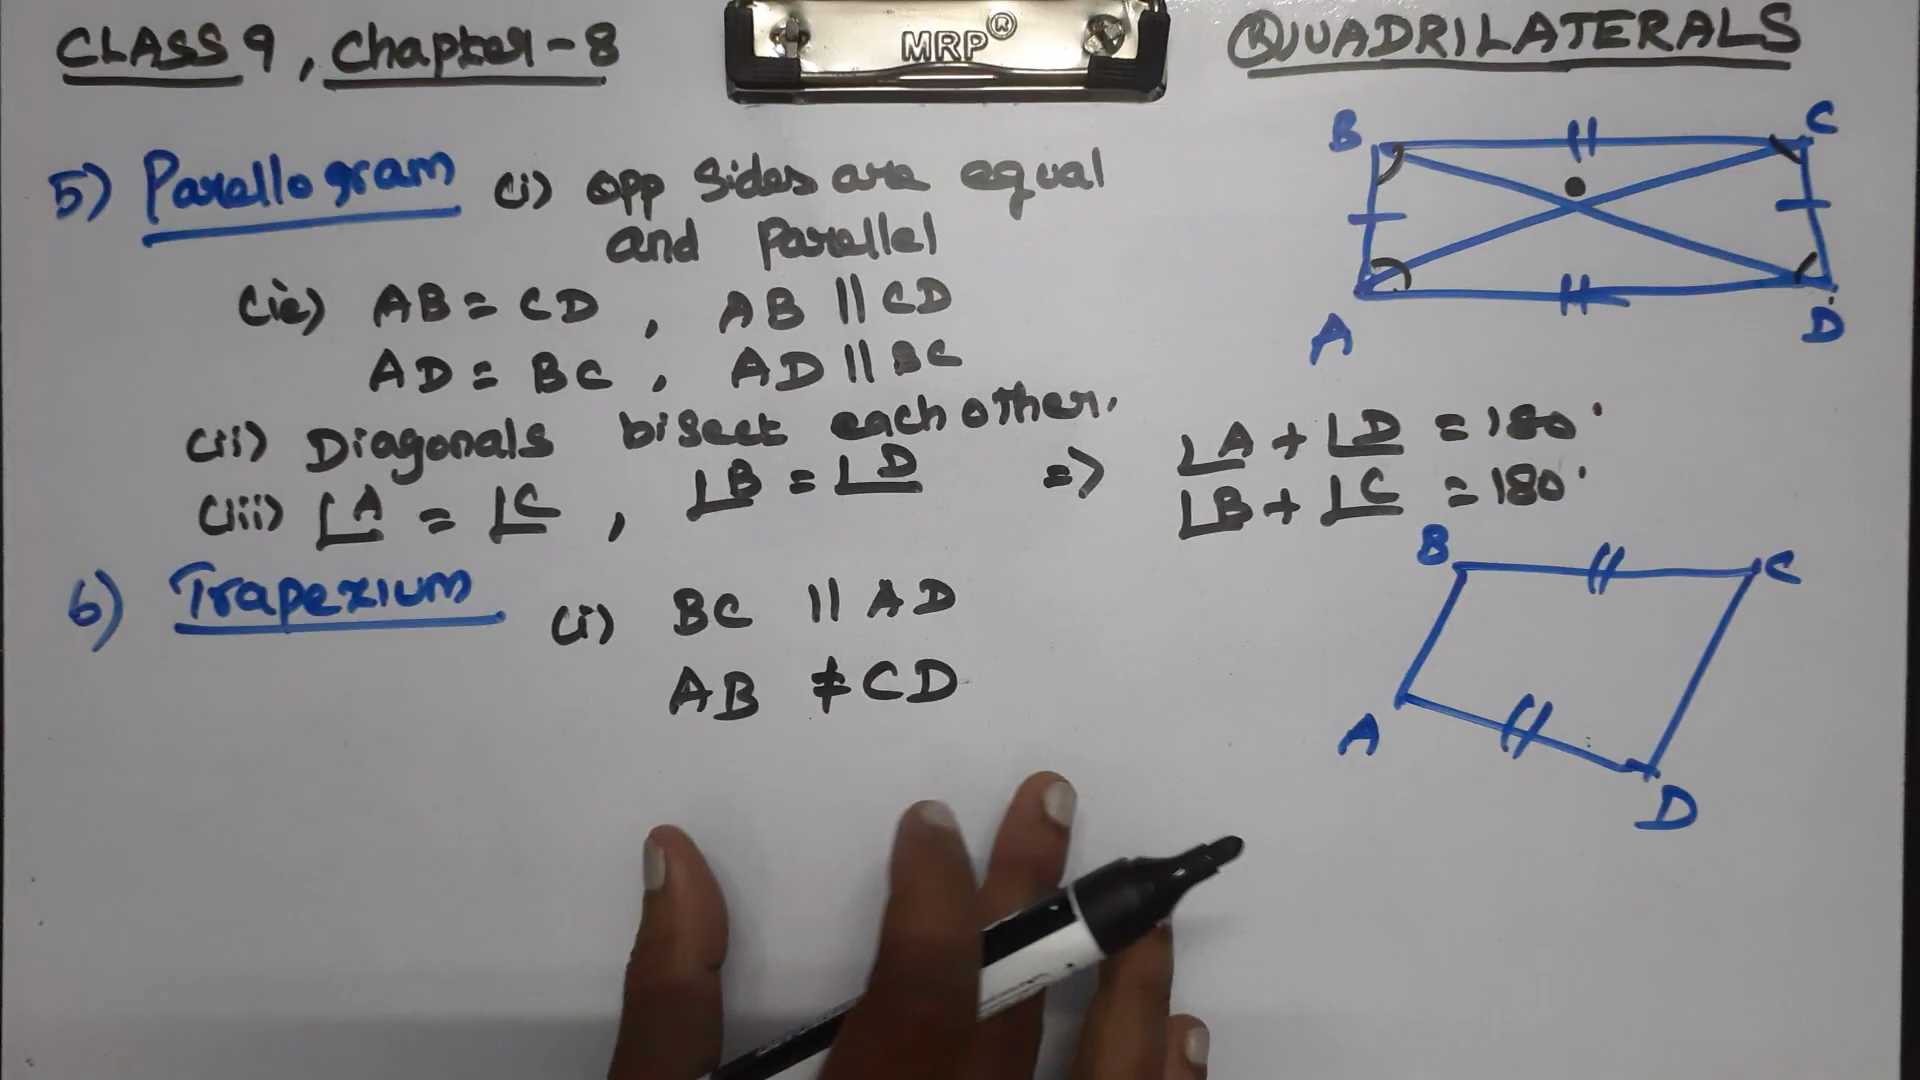 CLASS 9, Chapter-8
MRP®
QUADRILATERALS
5) Parallogram (i) opp sides are equal
and Parellel
(ie) AB = CD, AB || CD
AD = BC, AD || BC
(ii) Diagonals bisect each other.
(iii) ∠A = ∠C, ∠B = ∠D => ∠A + ∠D = 180°
∠B + ∠C = 180°
6) Trapezium (i) BC || AD
AB ≠ CD
B C
A D
B C
A
D